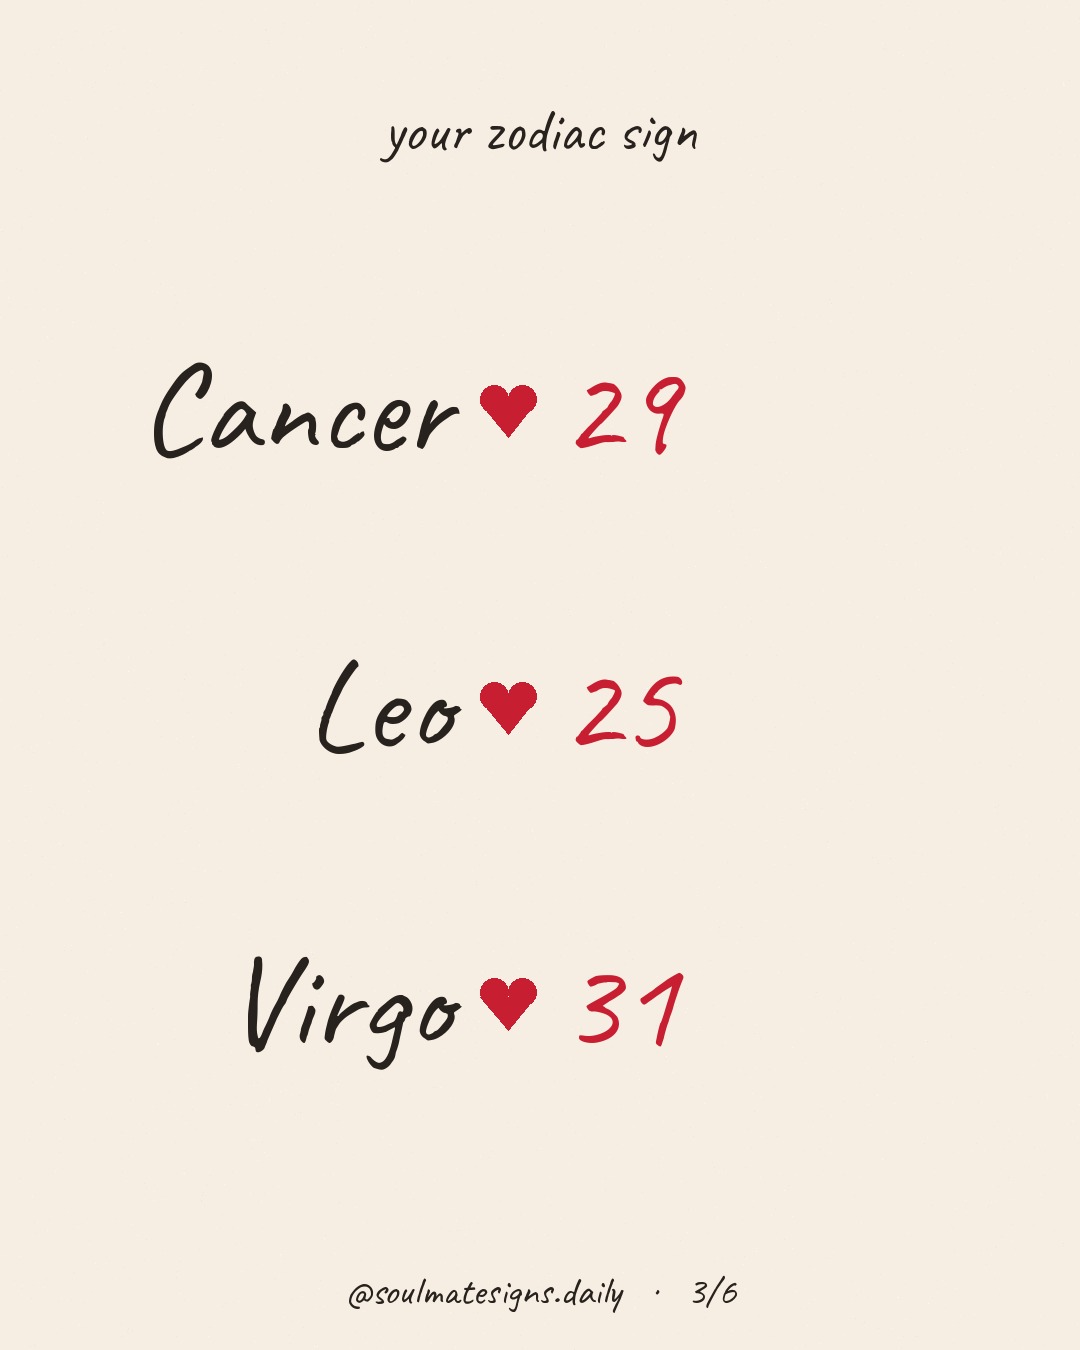 your zodiac sign
Cancer ♥ 29
Leo ♥ 25
Virgo ♥ 31
@soulmatesigns.daily · 3/6